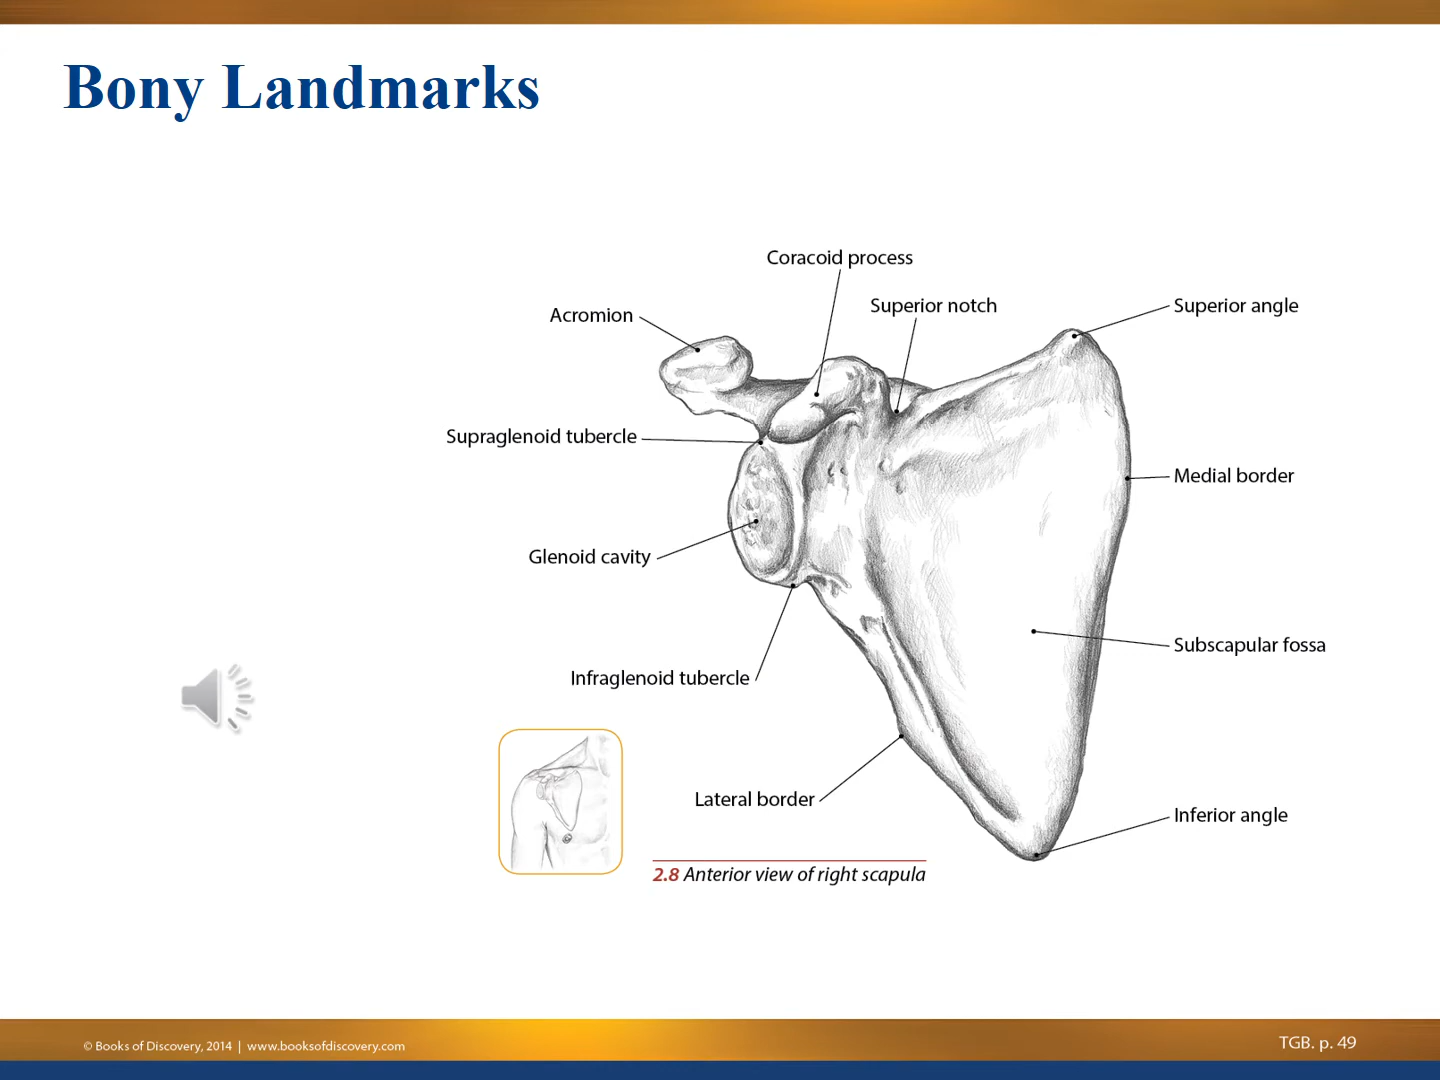 Bony Landmarks
Coracoid process
Superior notch
Superior angle
Acromion
Supraglenoid tubercle
Medial border
Glenoid cavity
Subscapular fossa
Infraglenoid tubercle
Lateral border
Inferior angle
2.8 Anterior view of right scapula
© Books of Discovery, 2014 | www.booksofdiscovery.com
TGB. p. 49